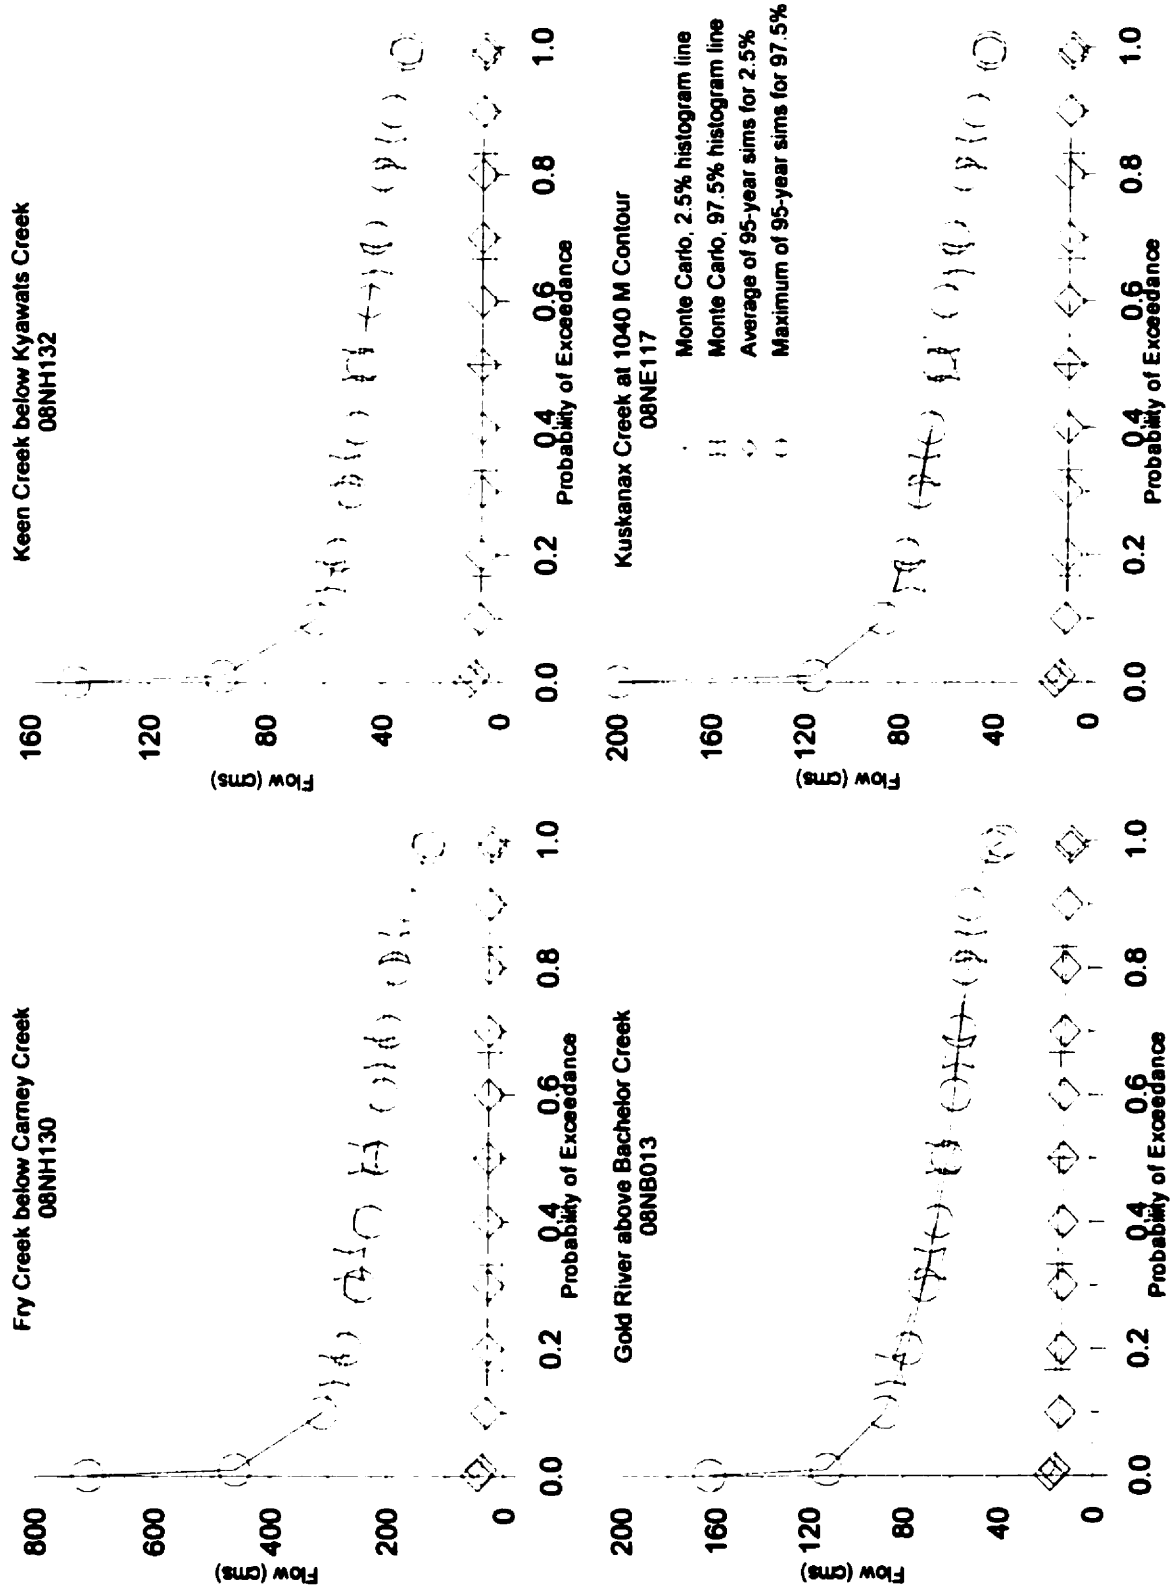 Fry Creek below Carney Creek
08NH130
800
600
400
200
0
Flow (cms)
0.0
0.2
0.4
0.6
0.8
1.0
Probability of Exceedance
Keen Creek below Kyawats Creek
08NH132
160
120
80
40
0
Flow (cms)
0.0
0.2
0.4
0.6
0.8
1.0
Probability of Exceedance
Gold River above Bachelor Creek
08NB013
200
160
120
80
40
0
Flow (cms)
0.0
0.2
0.4
0.6
0.8
1.0
Probability of Exceedance
Kuskanax Creek at 1040 M Contour
08NE117
Monte Carlo, 2.5% histogram line
Monte Carlo, 97.5% histogram line
Average of 95-year sims for 2.5%
Maximum of 95-year sims for 97.5%
200
160
120
80
40
0
Flow (cms)
0.0
0.2
0.4
0.6
0.8
1.0
Probability of Exceedance